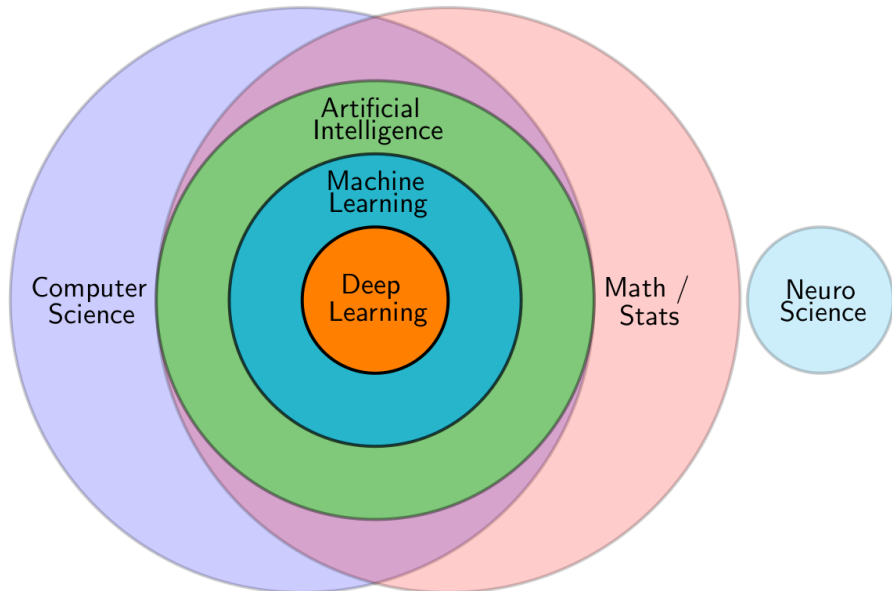 Artificial
Intelligence
Machine
Learning
Computer
Science
Deep
Learning
Math /
Stats
Neuro
Science